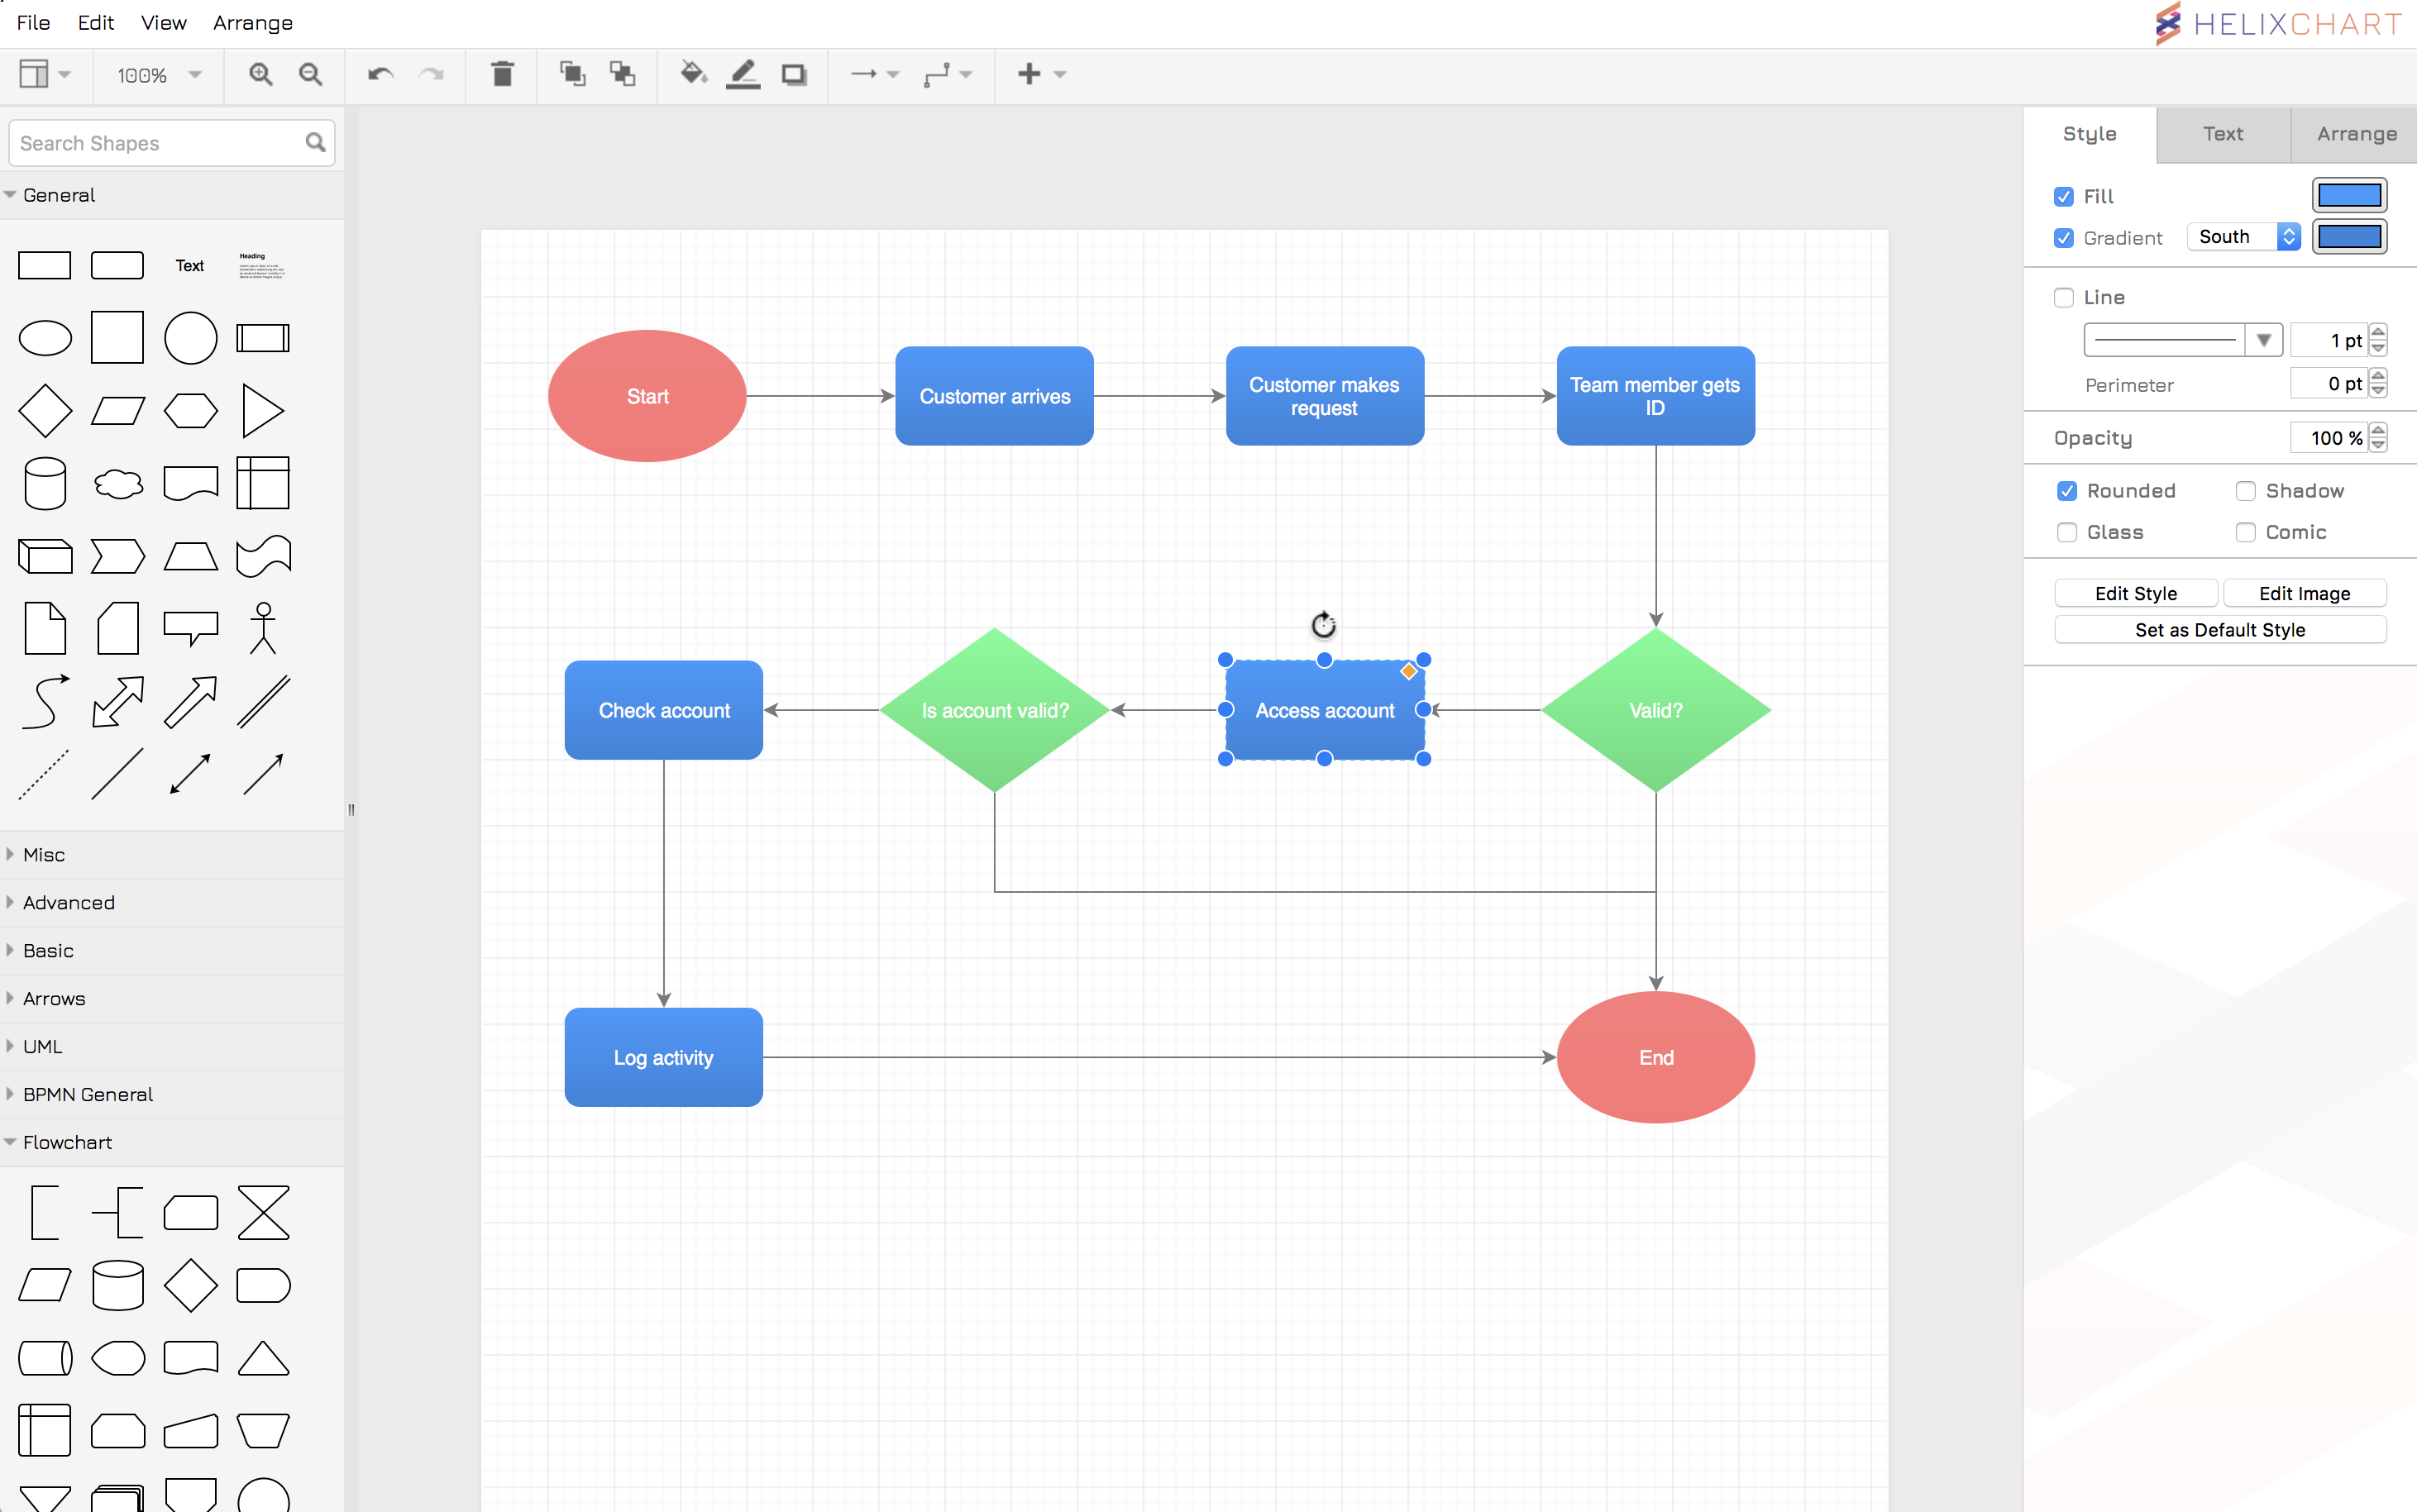 File Edit View Arrange
HELIXCHART
100%
Search Shapes
General
Text
Heading
Misc
Advanced
Basic
Arrows
UML
BPMN General
Flowchart
Start
Customer arrives
Customer makes
request
Team member gets
ID
Check account
Is account valid?
Access account
Valid?
Log activity
End
Style Text Arrange
Fill
Gradient South
Line
1 pt
Perimeter 0 pt
Opacity 100 %
Rounded Shadow
Glass Comic
Edit Style Edit Image
Set as Default Style